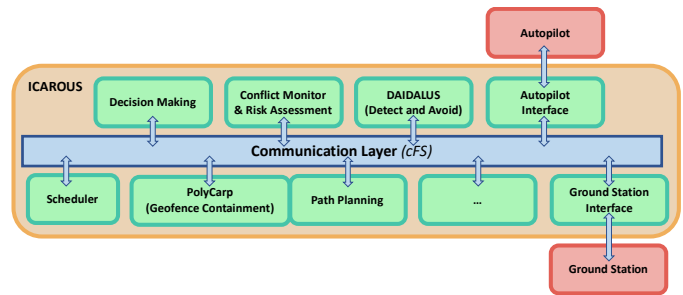 Autopilot
ICAROUS
Decision Making
Conflict Monitor
& Risk Assessment
DAIDALUS
(Detect and Avoid)
Autopilot
Interface
Communication Layer (cFS)
Scheduler
PolyCarp
(Geofence Containment)
Path Planning
...
Ground Station
Interface
Ground Station